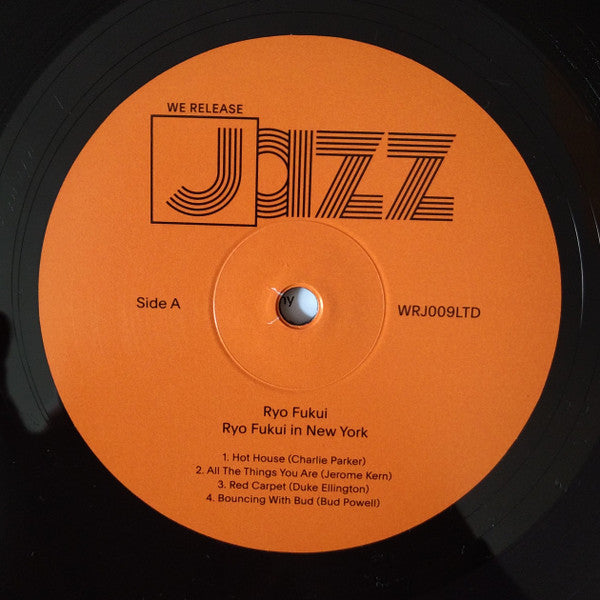 WE RELEASE
Jazz
Side A
ny
WRJ009LTD
Ryo Fukui
Ryo Fukui in New York
1. Hot House (Charlie Parker)
2. All The Things You Are (Jerome Kern)
3. Red Carpet (Duke Ellington)
4. Bouncing With Bud (Bud Powell)